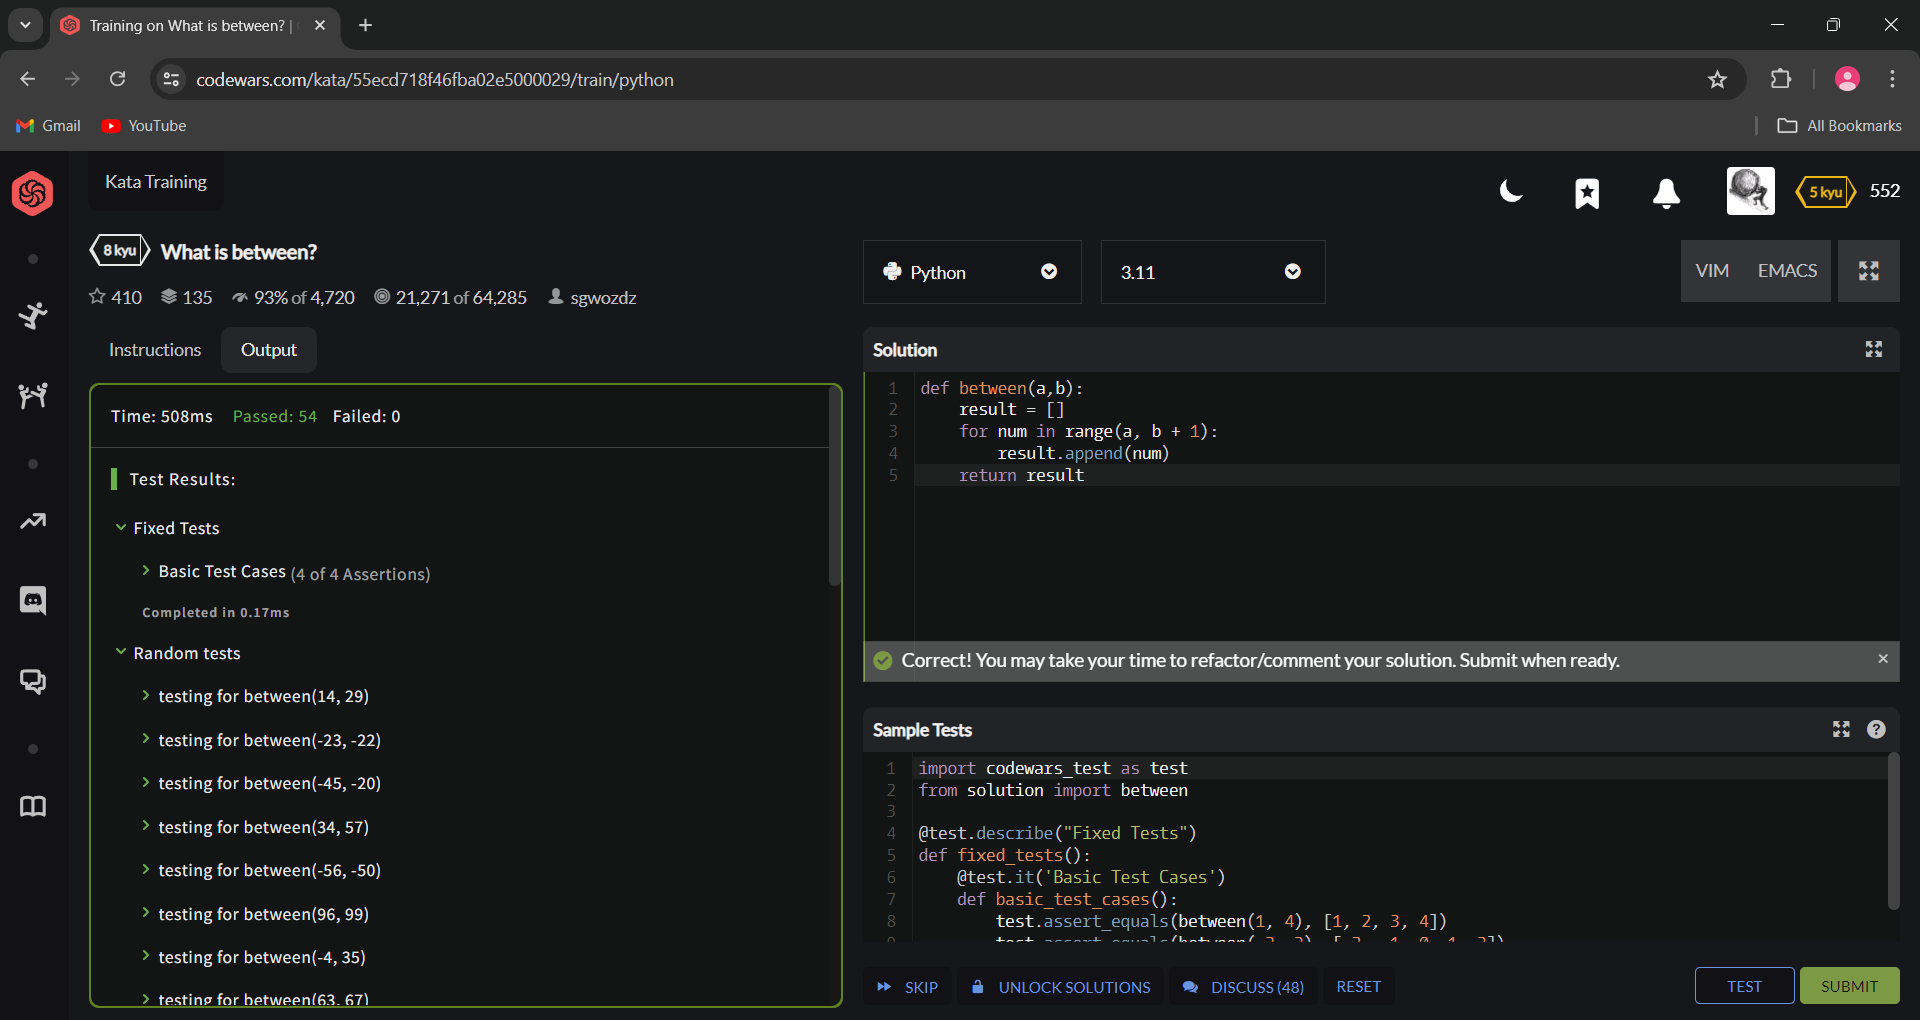 Training on What is between? |
codewars.com/kata/55ecd718f46fba02e5000029/train/python
Gmail
YouTube
All Bookmarks
Kata Training
5 kyu
552
8 kyu
What is between?
410
135
93% of 4,720
21,271 of 64,285
sgwozdz
Python
3.11
VIM
EMACS
Instructions
Output
Time: 508ms Passed: 54 Failed: 0
Test Results:
Fixed Tests
Basic Test Cases (4 of 4 Assertions)
Completed in 0.17ms
Random tests
testing for between(14, 29)
testing for between(-23, -22)
testing for between(-45, -20)
testing for between(34, 57)
testing for between(-56, -50)
testing for between(96, 99)
testing for between(-4, 35)
testing for between(63, 67)
Solution
1 def between(a,b):
2 result = []
3 for num in range(a, b + 1):
4 result.append(num)
5 return result
Correct! You may take your time to refactor/comment your solution. Submit when ready.
Sample Tests
1 import codewars_test as test
2 from solution import between
3
4 @test.describe("Fixed Tests")
5 def fixed_tests():
6 @test.it('Basic Test Cases')
7 def basic_test_cases():
8 test.assert_equals(between(1, 4), [1, 2, 3, 4])
SKIP
UNLOCK SOLUTIONS
DISCUSS (48)
RESET
TEST
SUBMIT